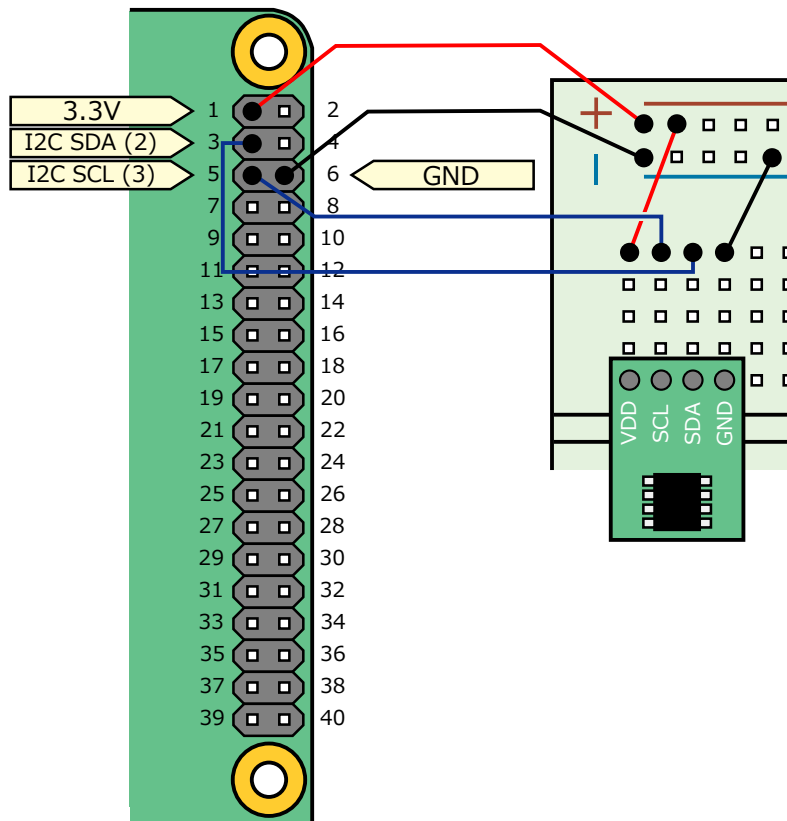 3.3V 1 2
I2C SDA (2) 3 4
I2C SCL (3) 5 6 GND
7 8
9 10
11 12
13 14
15 16
17 18
19 20
21 22
23 24
25 26
27 28
29 30
31 32
33 34
35 36
37 38
39 40
+
−
VDD
SCL
SDA
GND